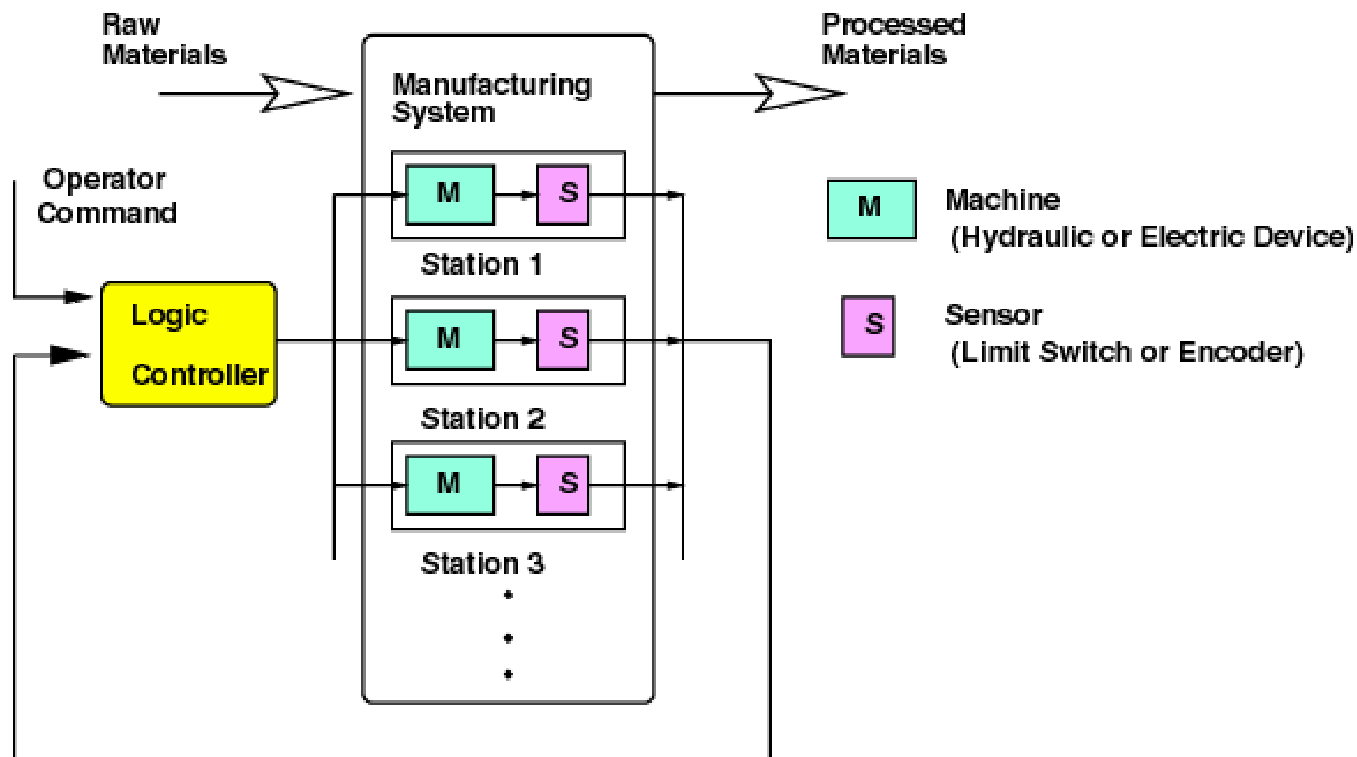 Raw
Materials
Processed
Materials
Manufacturing
System
Operator
Command
M
S
Station 1
Logic
Controller
M
S
Station 2
M
S
Station 3
M
Machine
(Hydraulic or Electric Device)
S
Sensor
(Limit Switch or Encoder)